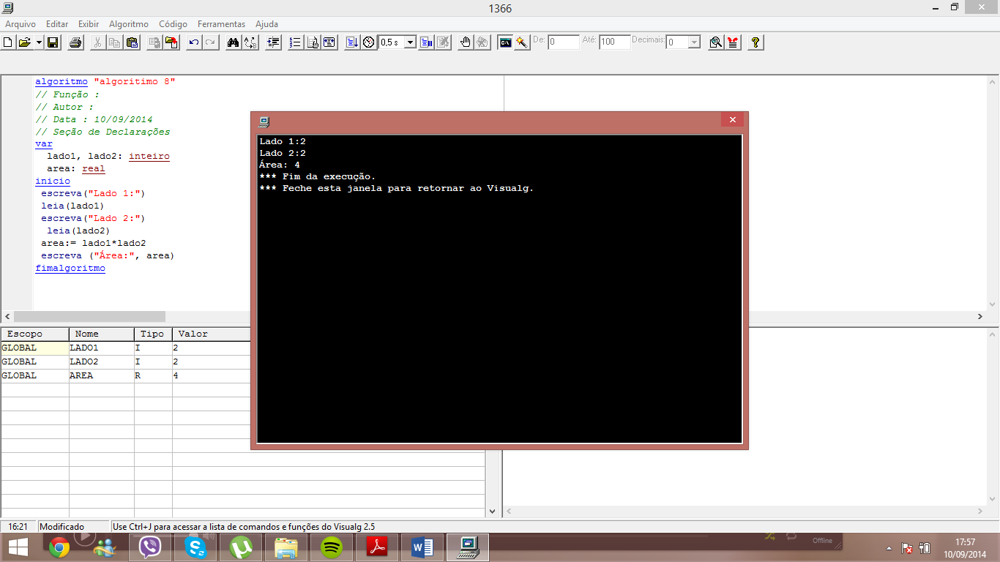 1366
Arquivo Editar Exibir Algoritmo Código Ferramentas Ajuda
0,5 s De: 0 Até: 100 Decimais: 0
algoritmo "algoritimo 8"
// Função :
// Autor :
// Data : 10/09/2014
// Seção de Declarações
var
lado1, lado2: inteiro
area: real
inicio
escreva("Lado 1:")
leia(lado1)
escreva("Lado 2:")
leia(lado2)
area:= lado1*lado2
escreva ("Área:", area)
fimalgoritmo
Lado 1:2
Lado 2:2
Área: 4
*** Fim da execução.
*** Feche esta janela para retornar ao Visualg.
Escopo Nome Tipo Valor
GLOBAL LADO1 I 2
GLOBAL LADO2 I 2
GLOBAL AREA R 4
16:21 Modificado Use Ctrl+J para acessar a lista de comandos e funções do Visualg 2.5
Offline
17:57
10/09/2014